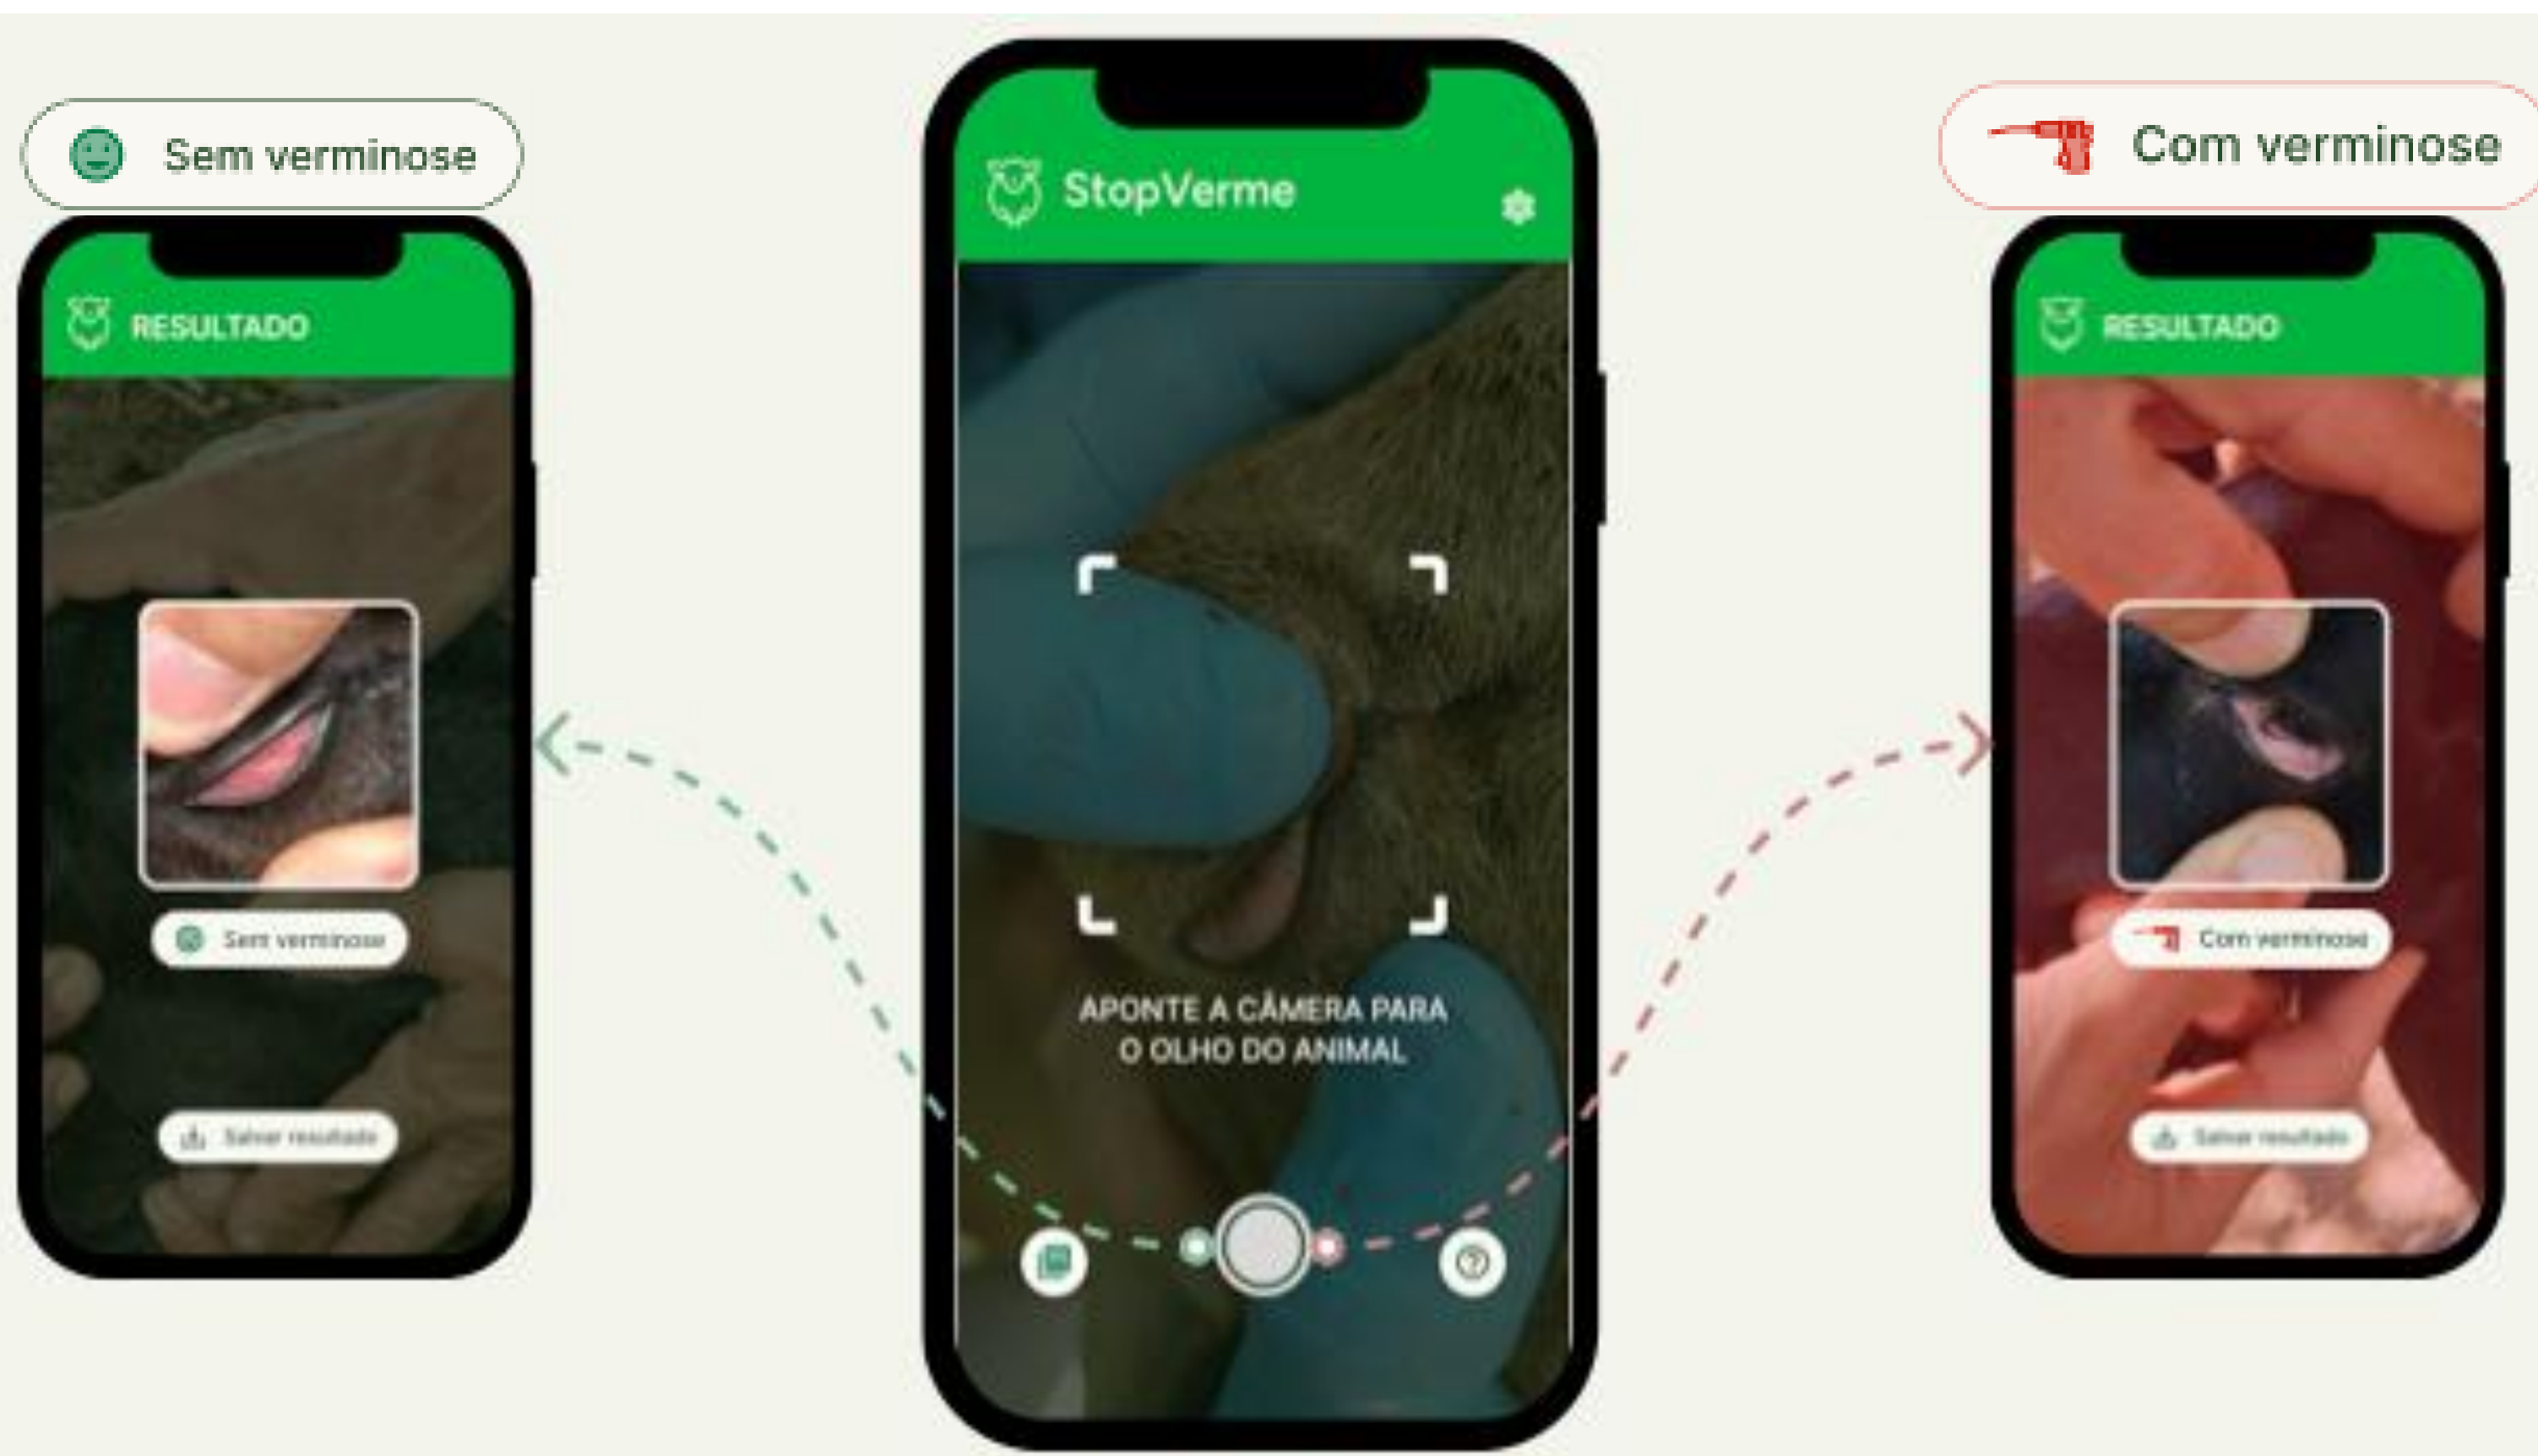 Sem verminose
RESULTADO
Sem verminose
Salvar resultado
StopVerme
APONTE A CÂMERA PARA
O OLHO DO ANIMAL
Com verminose
RESULTADO
Com verminose
Salvar resultado